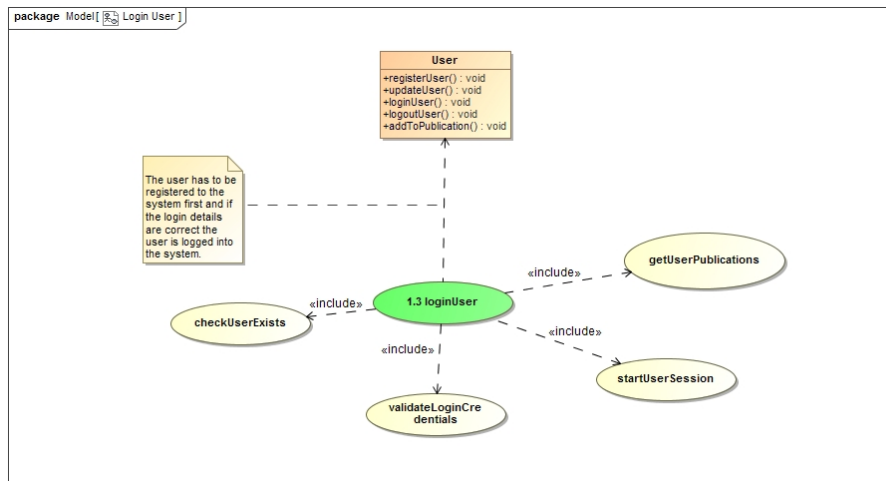 package Model[ Login User ]
User
+registerUser() : void
+updateUser() : void
+loginUser() : void
+logoutUser() : void
+addToPublication() : void
The user has to be
registered to the
system first and if
the login details
are correct the
user is logged into
the system.
«include»
getUserPublications
1.3 loginUser
«include»
checkUserExists
«include»
«include»
startUserSession
validateLoginCre
dentials